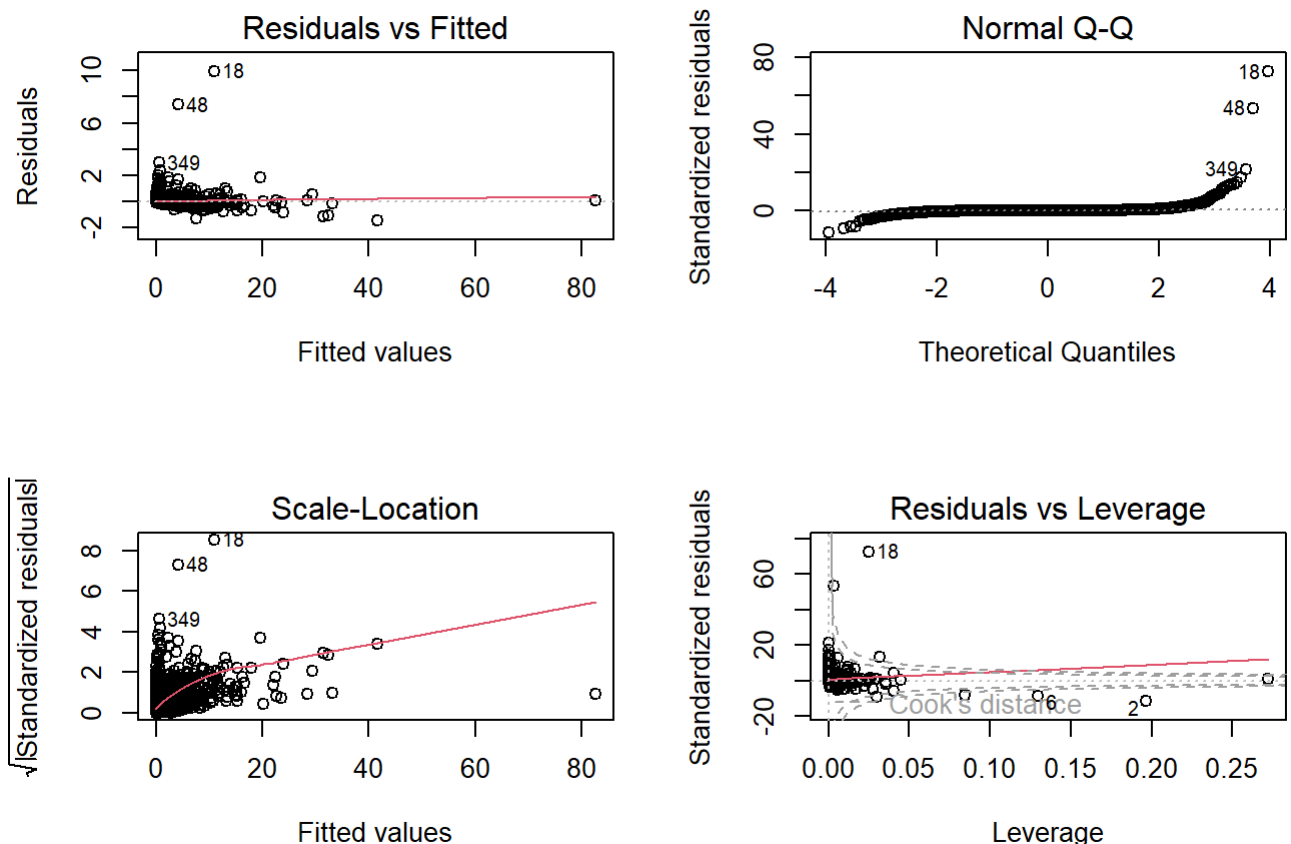 Residuals vs Fitted
Residuals
10
6
2
-2
18
48
349
0 20 40 60 80
Fitted values
Normal Q-Q
Standardized residuals
80
40
0
18
48
349
-4 -2 0 2 4
Theoretical Quantiles
Scale-Location
√|Standardized residuals|
8
6
4
2
0
18
48
349
0 20 40 60 80
Fitted values
Residuals vs Leverage
Standardized residuals
60
20
-20
18
Cook's distance
6
2
0.00 0.05 0.10 0.15 0.20 0.25
Leverage